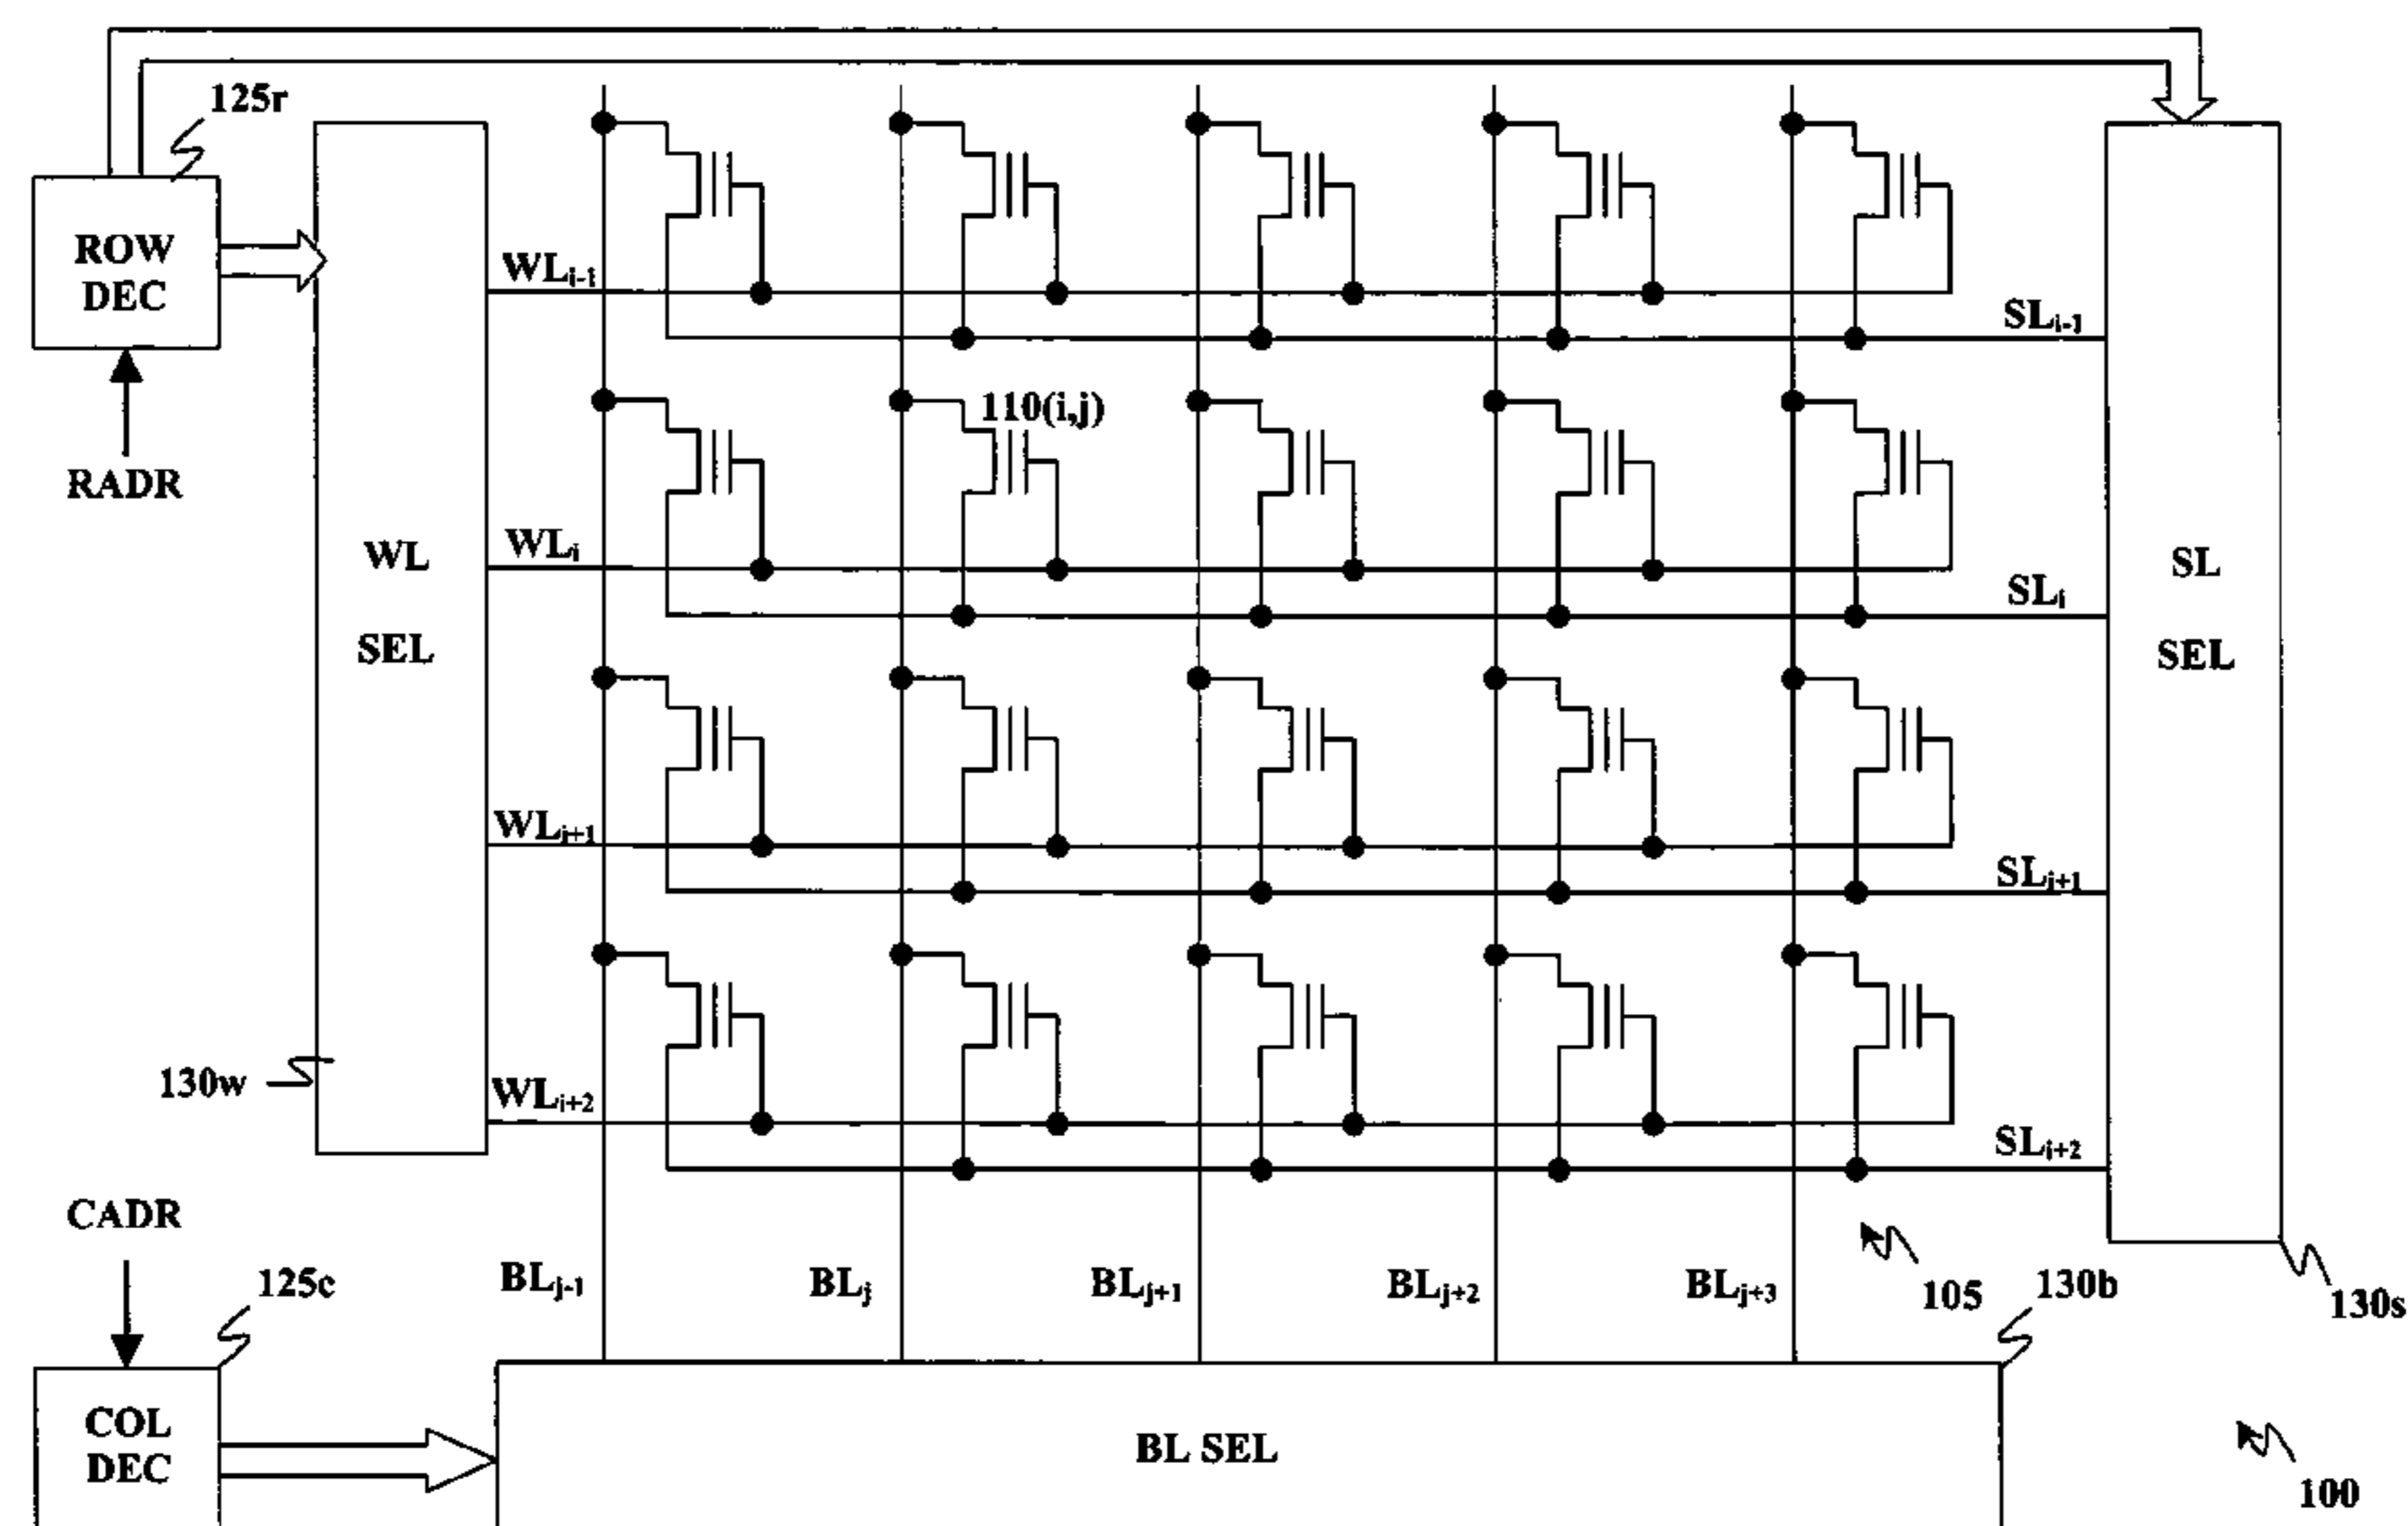 125r
ROW
DEC
RADR
WL
SEL
130w
WLi-1
WLi
WLi+1
WLi+2
110(i,j)
SLi-1
SLi
SLi+1
SLi+2
SL
SEL
130s
CADR
125c
COL
DEC
BLj-1
BLj
BLj+1
BLj+2
BLj+3
105
130b
BL SEL
100